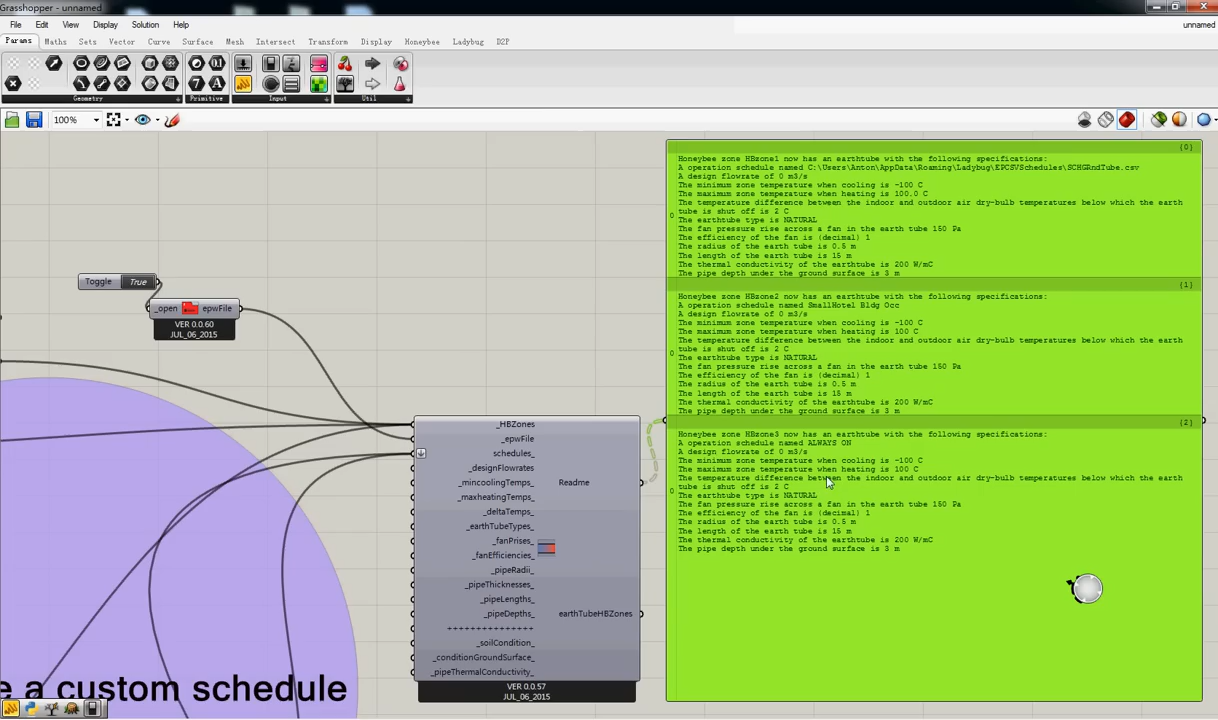 Grasshopper - unnamed
File Edit View Display Solution Help
unnamed
Params Maths Sets Vector Curve Surface Mesh Intersect Transform Display Honeybee Ladybug D2P
Geometry Primitive Input Util
100%
{0}
Honeybee zone HBzone1 now has an earthtube with the following specifications:
A operation schedule named C:\Users\Anton\AppData\Roaming\Ladybug\EPCSVSchedules\SCHGRndTube.csv
A design flowrate of 0 m3/s
The minimum zone temperature when cooling is -100 C
The maximum zone temperature when heating is 100.0 C
The temperature difference between the indoor and outdoor air dry-bulb temperatures below which the earth
tube is shut off is 2 C
The earthtube type is NATURAL
The fan pressure rise across a fan in the earth tube 150 Pa
The efficiency of the fan is (decimal) 1
The radius of the earth tube is 0.5 m
The length of the earth tube is 15 m
The thermal conductivity of the earthtube is 200 W/mC
The pipe depth under the ground surface is 3 m
0
{1}
Honeybee zone HBzone2 now has an earthtube with the following specifications:
A operation schedule named SmallHotel Bldg Occ
A design flowrate of 0 m3/s
The minimum zone temperature when cooling is -100 C
The maximum zone temperature when heating is 100 C
The temperature difference between the indoor and outdoor air dry-bulb temperatures below which the earth
tube is shut off is 2 C
The earthtube type is NATURAL
The fan pressure rise across a fan in the earth tube 150 Pa
The efficiency of the fan is (decimal) 1
The radius of the earth tube is 0.5 m
The length of the earth tube is 15 m
The thermal conductivity of the earthtube is 200 W/mC
The pipe depth under the ground surface is 3 m
0
{2}
Honeybee zone HBzone3 now has an earthtube with the following specifications:
A operation schedule named ALWAYS ON
A design flowrate of 0 m3/s
The minimum zone temperature when cooling is -100 C
The maximum zone temperature when heating is 100 C
The temperature difference between the indoor and outdoor air dry-bulb temperatures below which the earth
tube is shut off is 2 C
The earthtube type is NATURAL
The fan pressure rise across a fan in the earth tube 150 Pa
The efficiency of the fan is (decimal) 1
The radius of the earth tube is 0.5 m
The length of the earth tube is 15 m
The thermal conductivity of the earthtube is 200 W/mC
The pipe depth under the ground surface is 3 m
0
Toggle True
_open epwFile
VER 0.0.60
JUL_06_2015
_HBZones
_epwFile
schedules_
_designFlowrates
_mincoolingTemps_
_maxheatingTemps_
_deltaTemps_
_earthTubeTypes_
_fanPrises_
_fanEfficiencies_
_pipeRadii_
_pipeThicknesses_
_pipeLengths_
_pipeDepths_
+++++++++++++++
_soilCondition_
_conditionGroundSurface_
_pipeThermalConductivity_
Readme
earthTubeHBZones
VER 0.0.57
JUL_06_2015
e a custom schedule